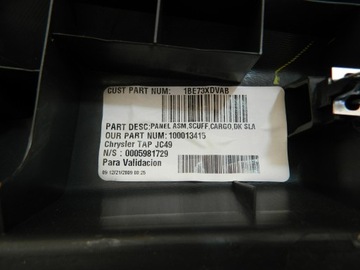 CUST PART NUM: 1BE73XDVAB
PART DESC:PANEL ASM,SCUFF,CARGO,DK SLA
OUR PART NUM: 100013415
Chrysler TAP JC49
N/S : 0005981729
Para Validacion